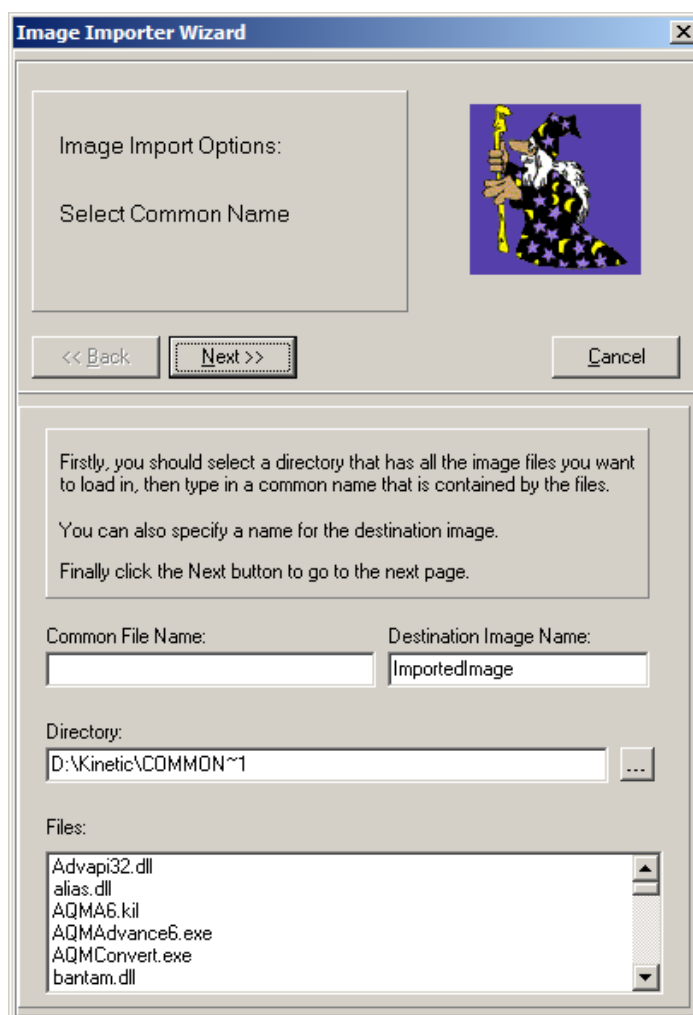 Image Importer Wizard
Image Import Options:
Select Common Name
<< Back
Next >>
Cancel
Firstly, you should select a directory that has all the image files you want
to load in, then type in a common name that is contained by the files.
You can also specify a name for the destination image.
Finally click the Next button to go to the next page.
Common File Name:
Destination Image Name:
ImportedImage
Directory:
D:\Kinetic\COMMON~1
...
Files:
Advapi32.dll
alias.dll
AQMA6.kil
AQMAdvance6.exe
AQMConvert.exe
bantam.dll